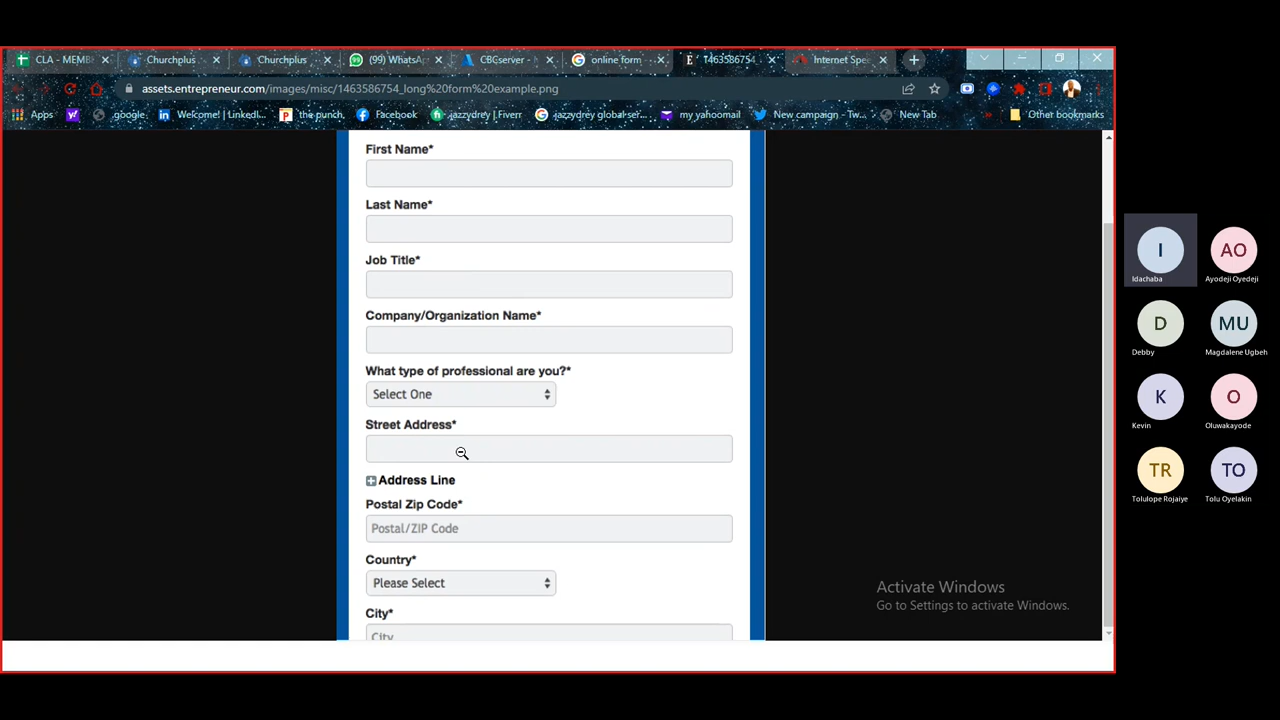 CLA - MEMB
Churchplus
Churchplus
(99) WhatsA
CBGserver -
online form
1463586754
Internet Spe
assets.entrepreneur.com/images/misc/1463586754_long%20form%20example.png
Apps
google
Welcome! | LinkedI...
the punch,
Facebook
jazzydrey | Fiverr
jazzydrey global ser...
my yahoomail
New campaign - Tw...
New Tab
Other bookmarks
First Name*
Last Name*
Job Title*
Company/Organization Name*
What type of professional are you?*
Select One
Street Address*
Address Line
Postal Zip Code*
Postal/ZIP Code
Country*
Please Select
City*
City
Activate Windows
Go to Settings to activate Windows.
I
Idachaba
AO
Ayodeji Oyedeji
D
Debby
MU
Magdalene Ugbeh
K
Kevin
O
Oluwakayode
TR
Tolulope Rojaiye
TO
Tolu Oyelakin